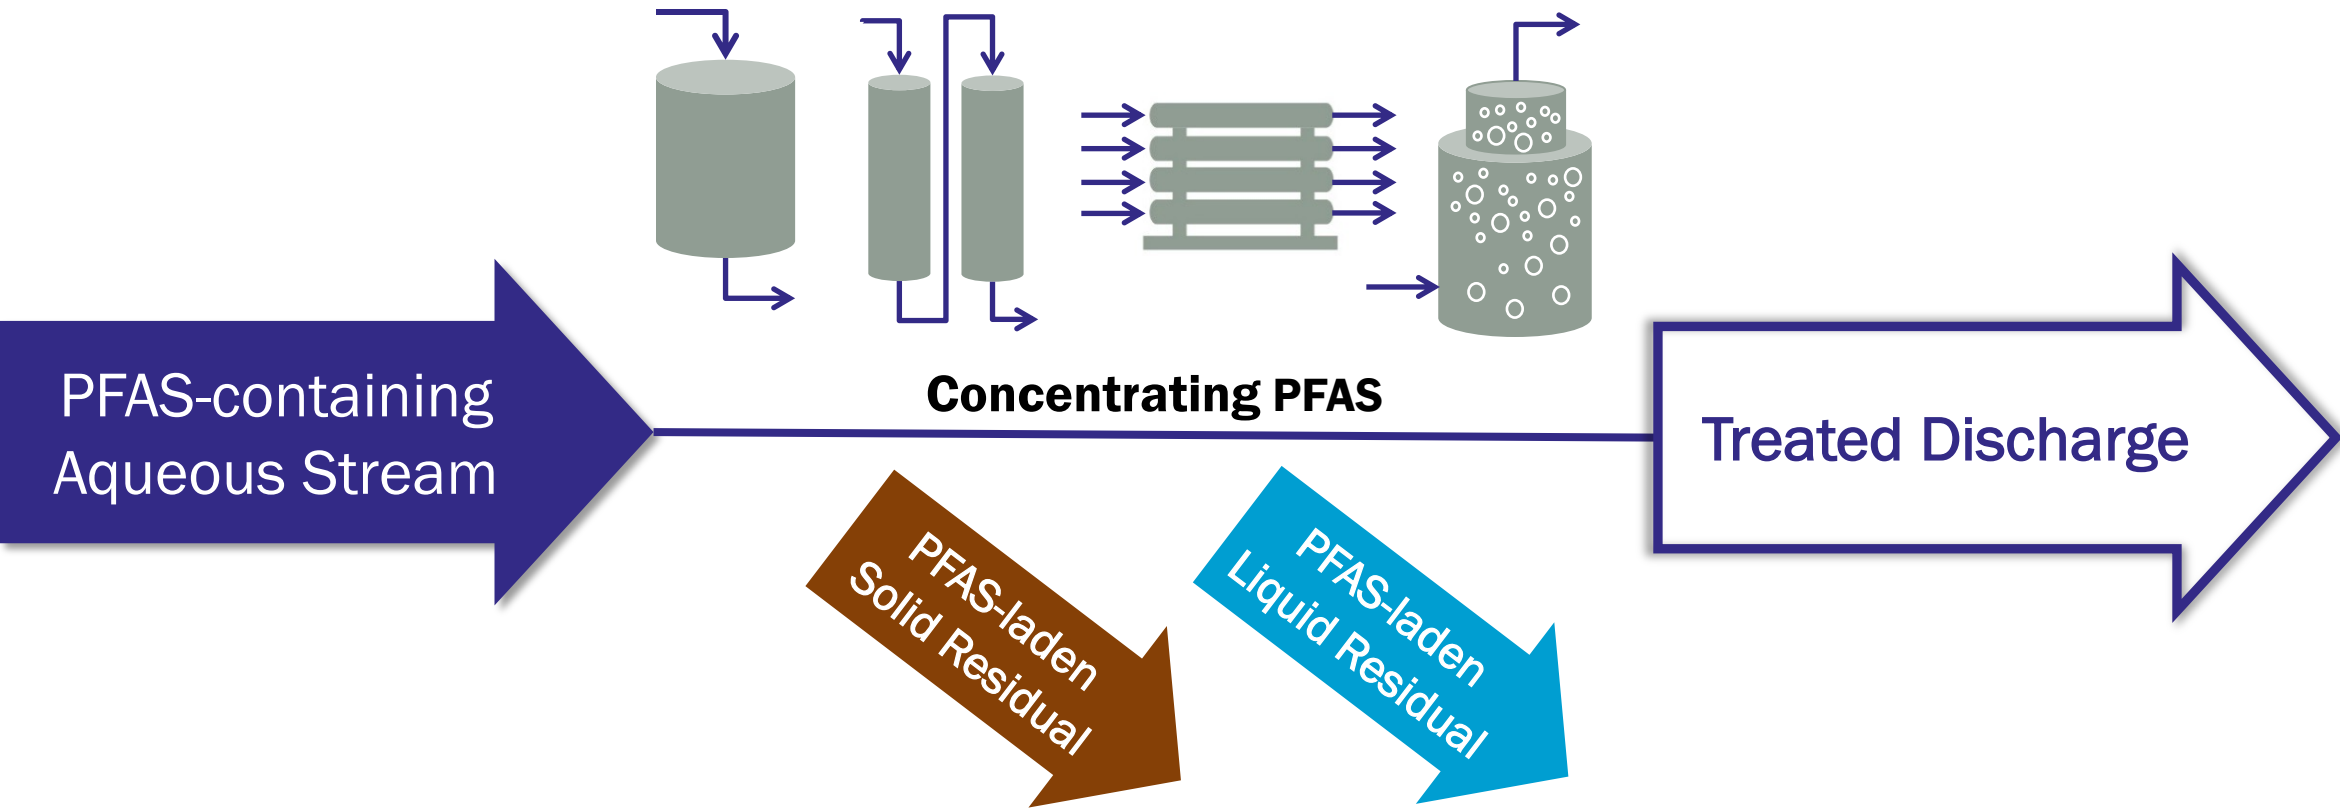 PFAS-containing
Aqueous Stream
Concentrating PFAS
Treated Discharge
PFAS-laden
Solid Residual
PFAS-laden
Liquid Residual